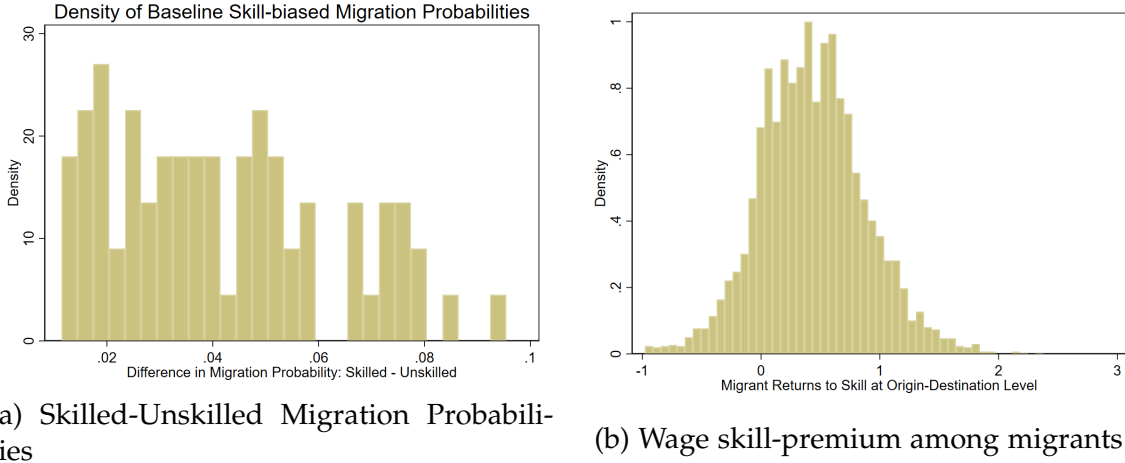 Density of Baseline Skill-biased Migration Probabilities
Density
30
20
10
0
.02 .04 .06 .08 .1
Difference in Migration Probability: Skilled - Unskilled
a) Skilled-Unskilled Migration Probabili-
ies
Density
1
.8
.6
.4
.2
0
-1 0 1 2 3
Migrant Returns to Skill at Origin-Destination Level
(b) Wage skill-premium among migrants